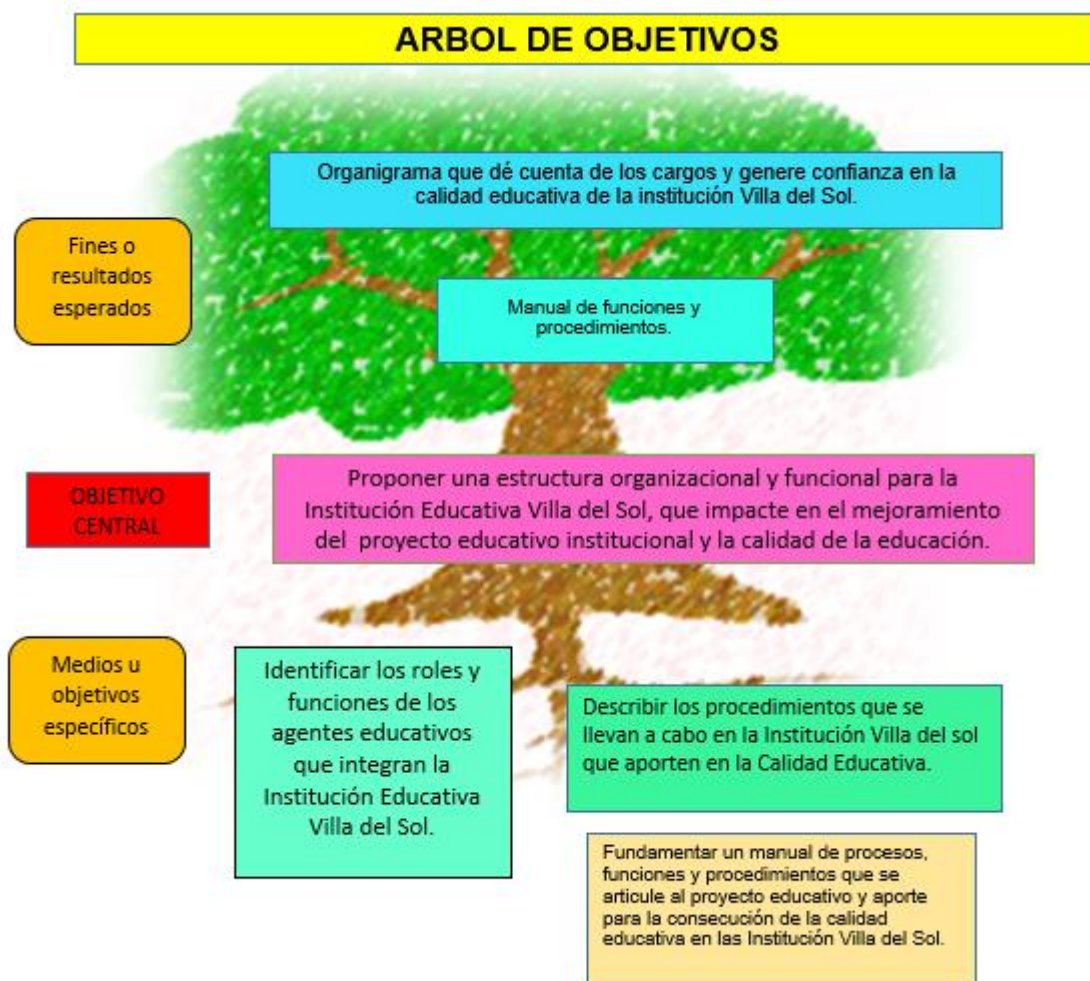 ARBOL DE OBJETIVOS
Organigrama que dé cuenta de los cargos y genere confianza en la
calidad educativa de la institución Villa del Sol.
Fines o
resultados
esperados
Manual de funciones y
procedimientos.
OBJETIVO
CENTRAL
Proponer una estructura organizacional y funcional para la
Institución Educativa Villa del Sol, que impacte en el mejoramiento
del proyecto educativo institucional y la calidad de la educación.
Medios u
objetivos
específicos
Identificar los roles y
funciones de los
agentes educativos
que integran la
Institución Educativa
Villa del Sol.
Describir los procedimientos que se
llevan a cabo en la Institución Villa del sol
que aporten en la Calidad Educativa.
Fundamentar un manual de procesos,
funciones y procedimientos que se
articule al proyecto educativo y aporte
para la consecución de la calidad
educativa en las Institución Villa del Sol.